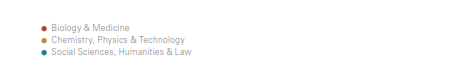 Biology & Medicine
Chemistry, Physics & Technology
Social Sciences, Humanities & Law